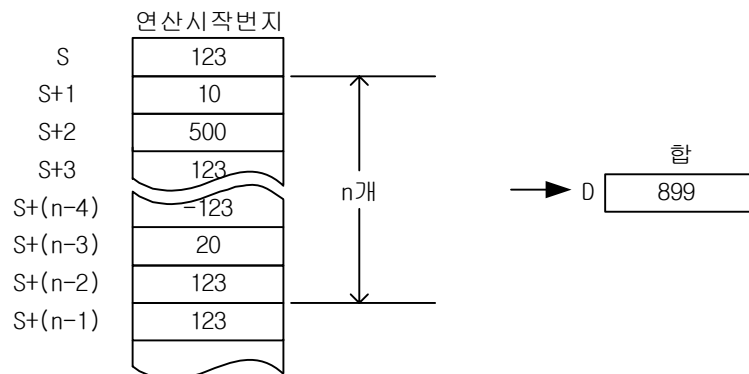 연산시작번지
S 123
S+1 10
S+2 500
S+3 123
S+(n-4) -123
S+(n-3) 20
S+(n-2) 123
S+(n-1) 123
n개
합
D 899